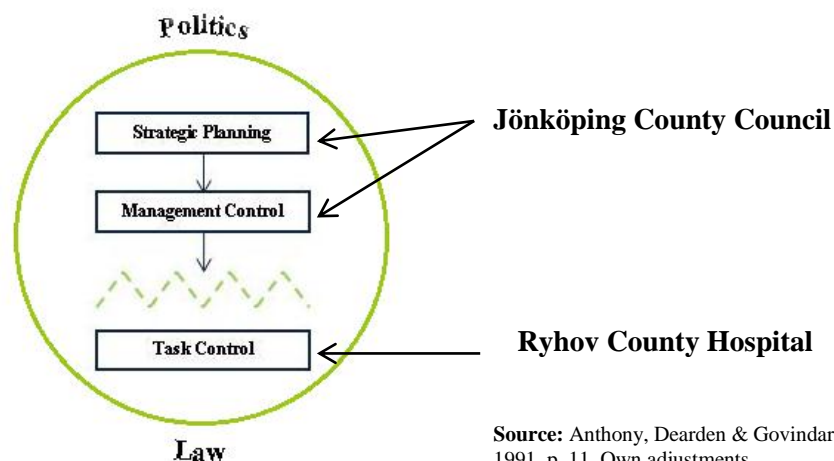 Politics
Strategic Planning
Jönköping County Council
Management Control
Task Control
Ryhov County Hospital
Law
Source: Anthony, Dearden & Govindar
1991, p. 11. Own adjustments